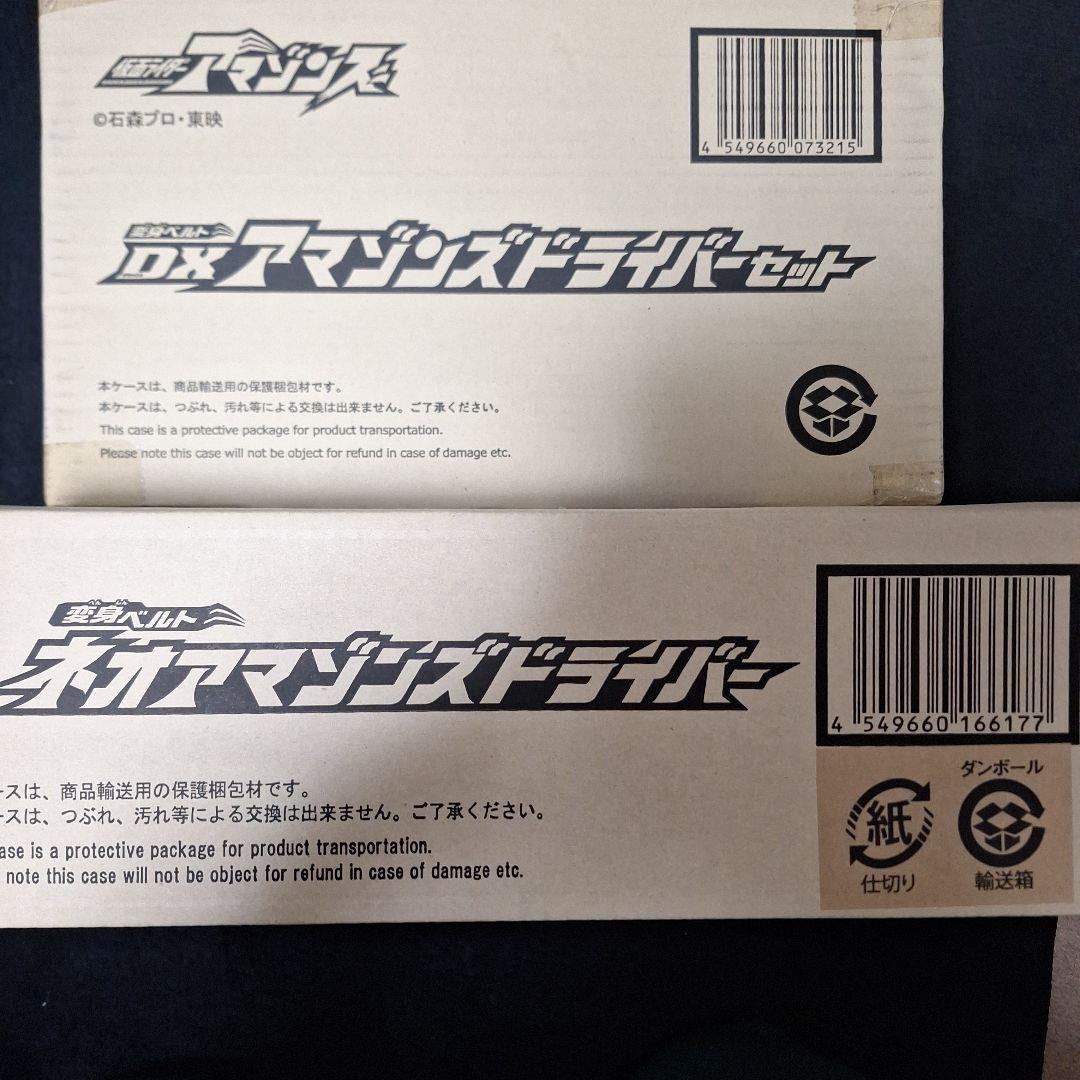 仮面ライダー
アマゾンズ
©石森プロ・東映
4 549660 073215
変身ベルト
DXアマゾンズドライバーセット
本ケースは、商品輸送用の保護梱包材です。
本ケースは、つぶれ、汚れ等による交換は出来ません。ご了承ください。
This case is a protective package for product transportation.
Please note this case will not be object for refund in case of damage etc.
へんしん
変身ベルト
ネオアマゾンズドライバー
4 549660 166177
ースは、商品輸送用の保護梱包材です。
ースは、つぶれ、汚れ等による交換は出来ません。ご了承ください。
ase is a protective package for product transportation.
note this case will not be object for refund in case of damage etc.
紙
仕切り
ダンボール
輸送箱